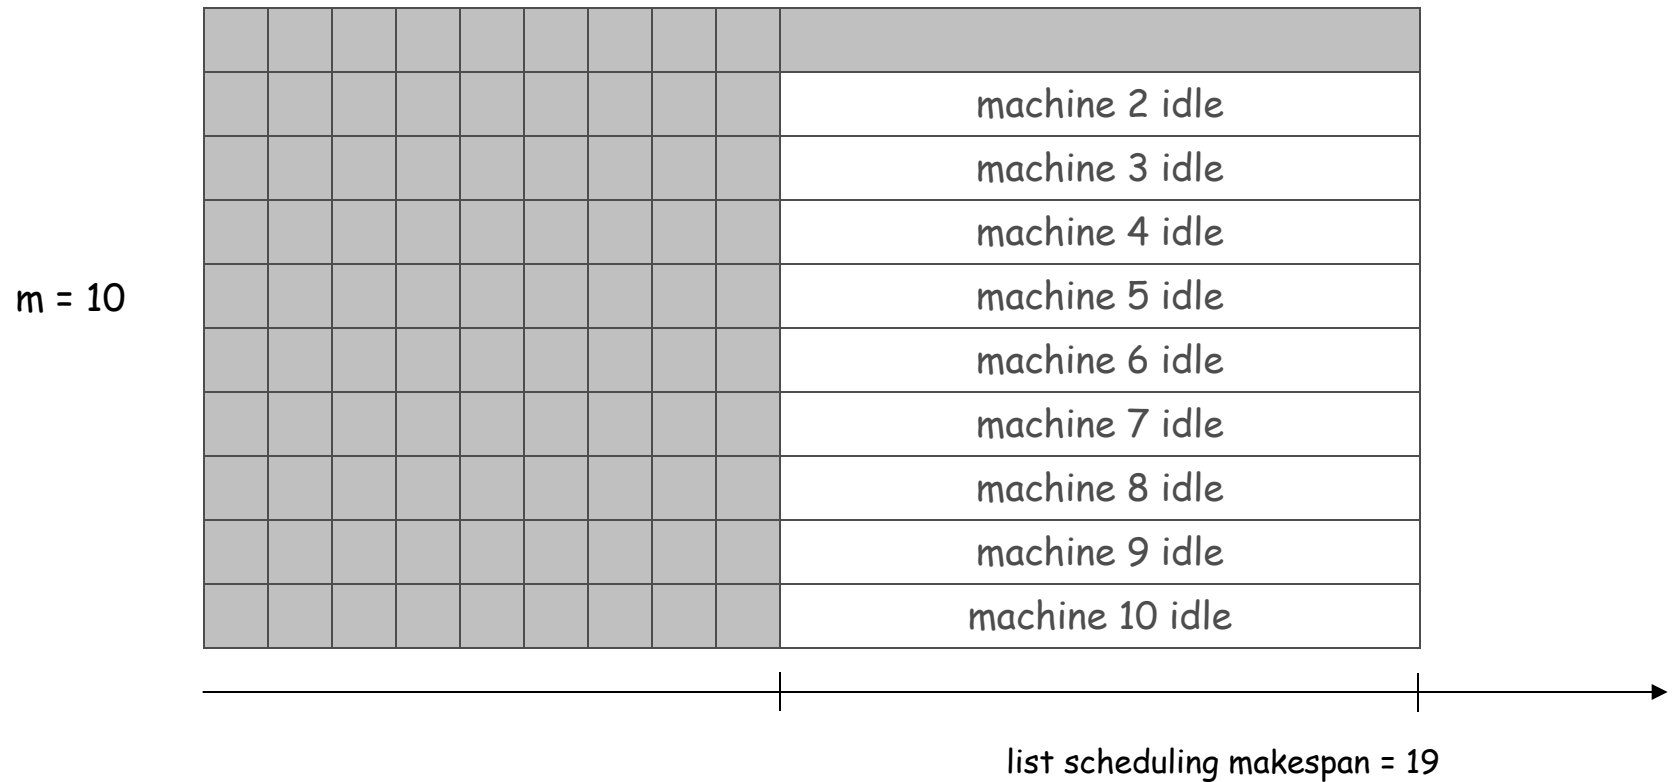 machine 2 idle
machine 3 idle
machine 4 idle
m = 10
machine 5 idle
machine 6 idle
machine 7 idle
machine 8 idle
machine 9 idle
machine 10 idle
list scheduling makespan = 19